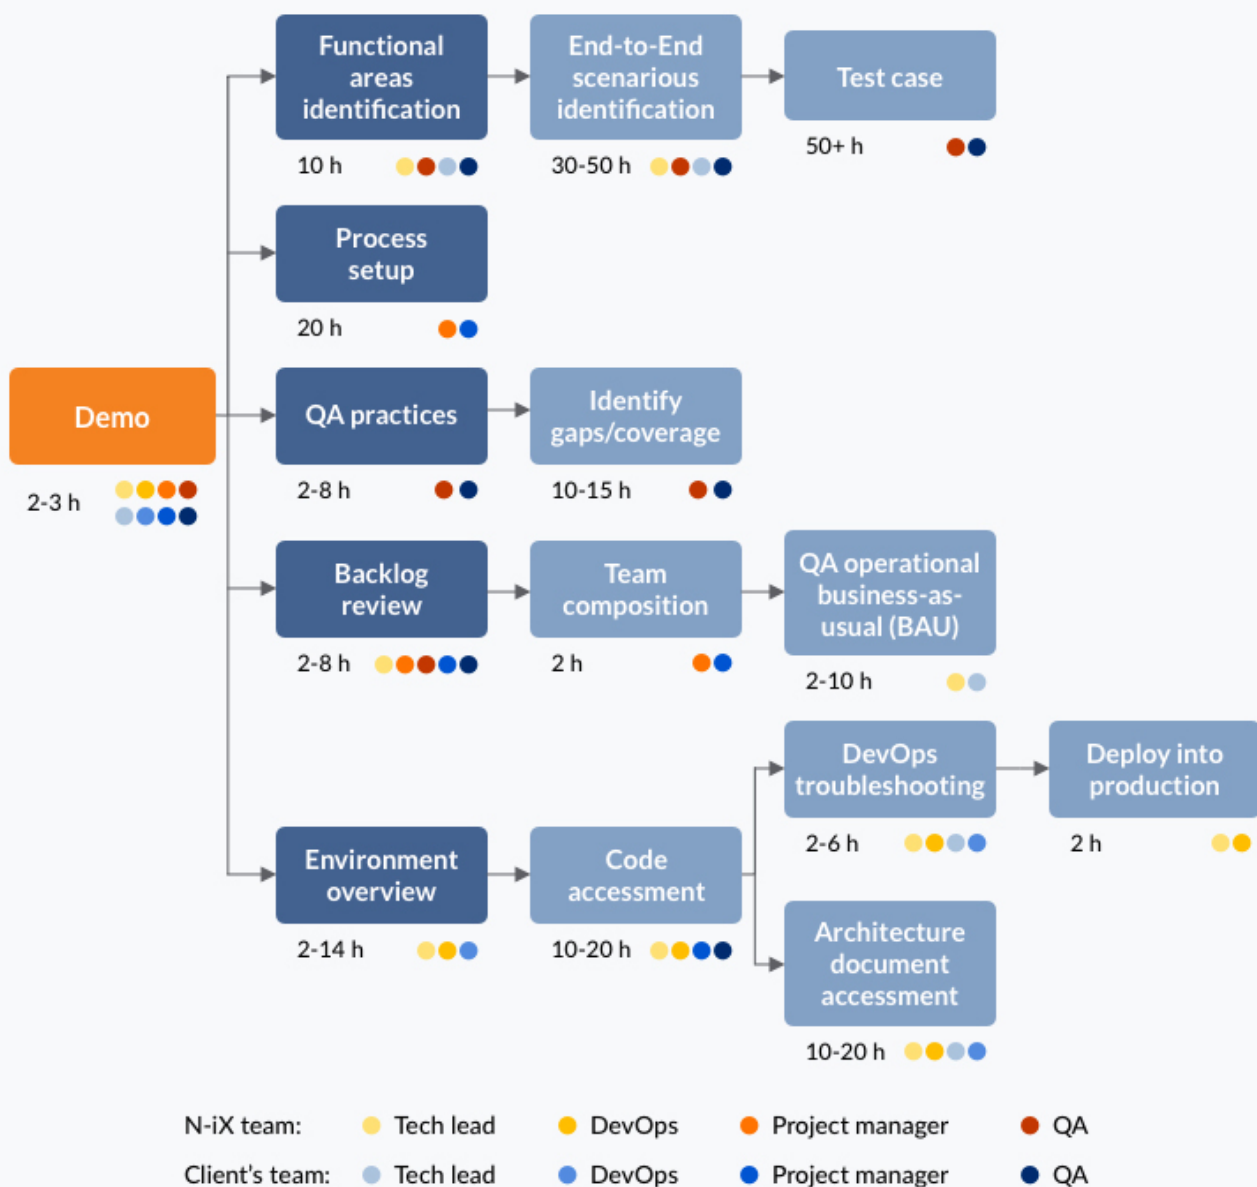 Functional
areas
identification
10 h
End-to-End
scenarious
identification
30-50 h
Test case
50+ h
Process
setup
20 h
Demo
2-3 h
QA practices
2-8 h
Identify
gaps/coverage
10-15 h
Backlog
review
2-8 h
Team
composition
2 h
QA operational
business-as-
usual (BAU)
2-10 h
Environment
overview
2-14 h
Code
accessment
10-20 h
DevOps
troubleshooting
2-6 h
Deploy into
production
2 h
Architecture
document
accessment
10-20 h
N-iX team: Tech lead DevOps Project manager QA
Client's team: Tech lead DevOps Project manager QA